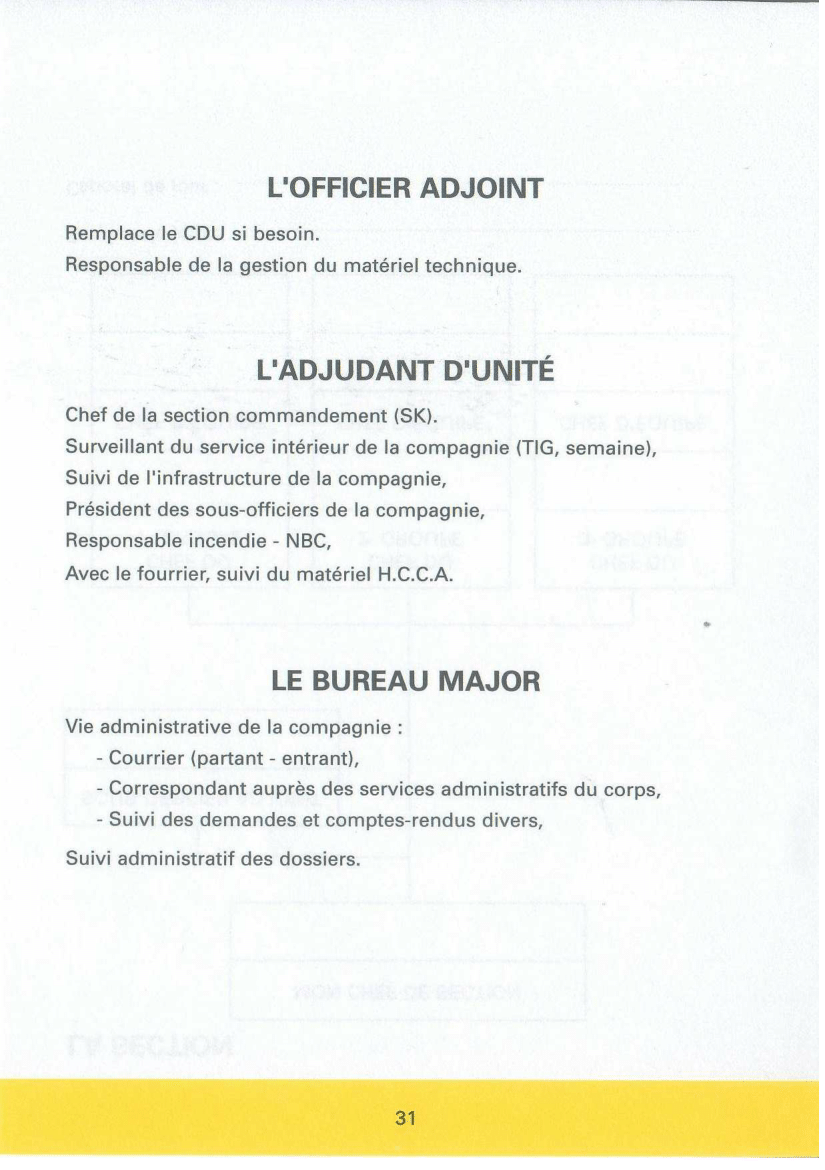 L'OFFICIER ADJOINT
Remplace le CDU si besoin.
Responsable de la gestion du matériel technique.
L'ADJUDANT D'UNITÉ
Chef de la section commandement (SK).
Surveillant du service intérieur de la compagnie (TIG, semaine),
Suivi de l'infrastructure de la compagnie,
Président des sous-officiers de la compagnie,
Responsable incendie - NBC,
Avec le fourrier, suivi du matériel H.C.C.A.
LE BUREAU MAJOR
Vie administrative de la compagnie :
- Courrier (partant - entrant),
- Correspondant auprès des services administratifs du corps,
- Suivi des demandes et comptes-rendus divers,
Suivi administratif des dossiers.
31